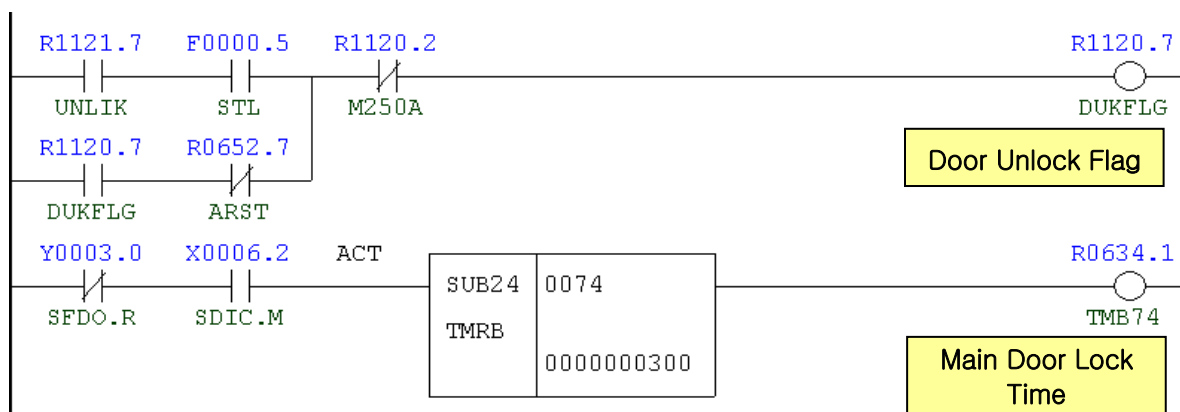 R1121.7 F0000.5 R1120.2 R1120.7
UNLIK STL M250A DUKFLG
R1120.7 R0652.7
Door Unlock Flag
DUKFLG ARST
Y0003.0 X0006.2 ACT R0634.1
SUB24 0074
SFDO.R SDIC.M TMB74
TMRB
0000000300
Main Door Lock
Time